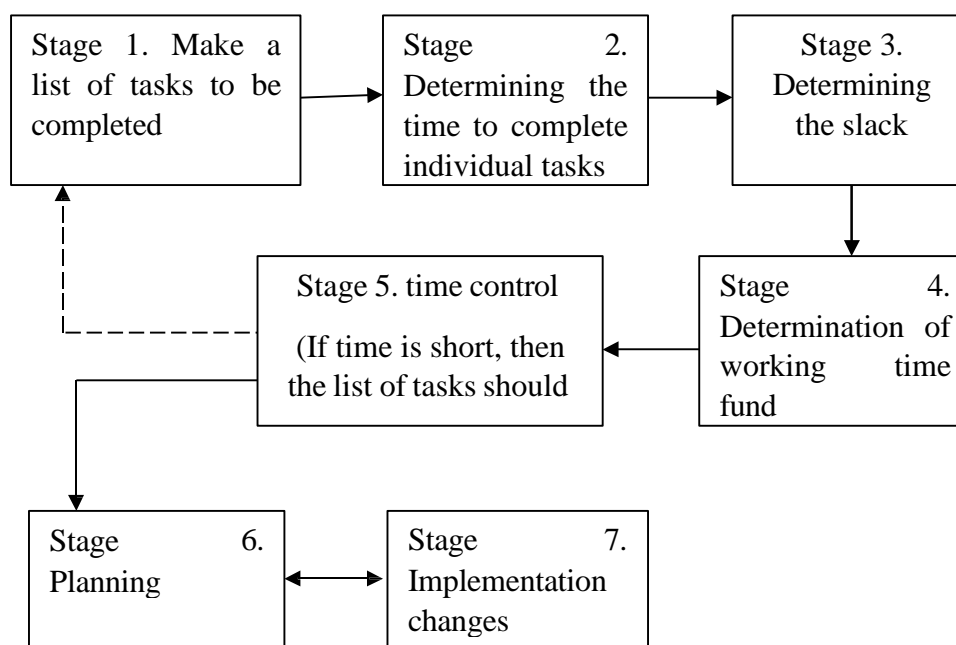 Stage 1. Make a
list of tasks to be
completed
Stage 2.
Determining the
time to complete
individual tasks
Stage 3.
Determining
the slack
Stage 4.
Determination of
working time
fund
Stage 5. time control
(If time is short, then
the list of tasks should
Stage 6.
Planning
Stage 7.
Implementation
changes